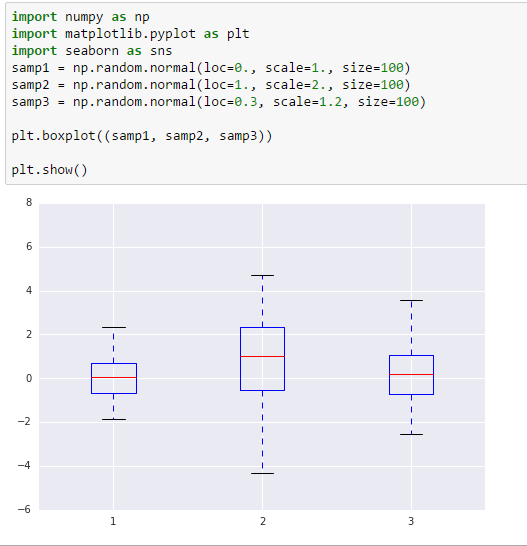 import numpy as np
import matplotlib.pyplot as plt
import seaborn as sns
samp1 = np.random.normal(loc=0., scale=1., size=100)
samp2 = np.random.normal(loc=1., scale=2., size=100)
samp3 = np.random.normal(loc=0.3, scale=1.2, size=100)
plt.boxplot((samp1, samp2, samp3))
plt.show()
8
6
4
2
0
−2
−4
−6
1 2 3